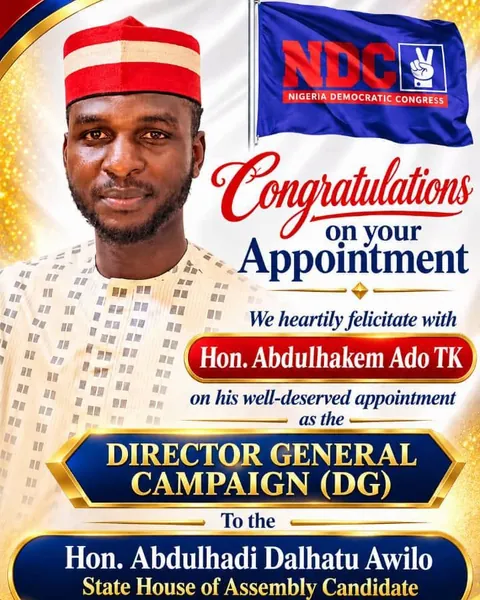 NDC
NIGERIA DEMOCRATIC CONGRESS
Congratulations
on your
Appointment
We heartily felicitate with
Hon. Abdulhakem Ado TK
on his well-deserved appointment
as the
DIRECTOR GENERAL
CAMPAIGN (DG)
To the
Hon. Abdulhadi Dalhatu Awilo
State House of Assembly Candidate